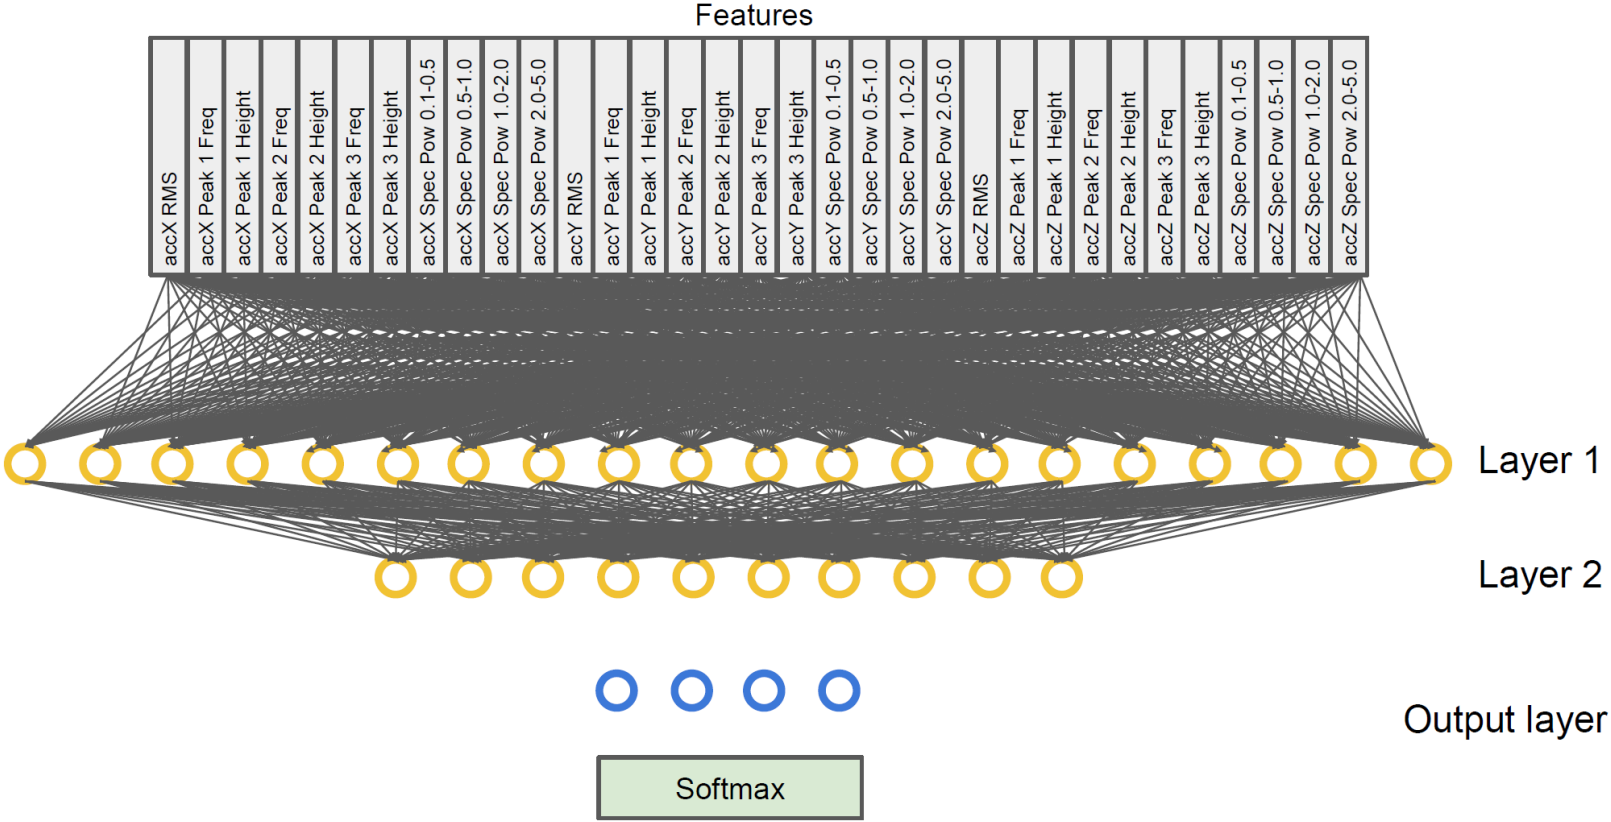 Features
accX RMS
accX Peak 1 Freq
accX Peak 1 Height
accX Peak 2 Freq
accX Peak 2 Height
accX Peak 3 Freq
accX Peak 3 Height
accX Spec Pow 0.1-0.5
accX Spec Pow 0.5-1.0
accX Spec Pow 1.0-2.0
accX Spec Pow 2.0-5.0
accY RMS
accY Peak 1 Freq
accY Peak 1 Height
accY Peak 2 Freq
accY Peak 2 Height
accY Peak 3 Freq
accY Peak 3 Height
accY Spec Pow 0.1-0.5
accY Spec Pow 0.5-1.0
accY Spec Pow 1.0-2.0
accY Spec Pow 2.0-5.0
accZ RMS
accZ Peak 1 Freq
accZ Peak 1 Height
accZ Peak 2 Freq
accZ Peak 2 Height
accZ Peak 3 Freq
accZ Peak 3 Height
accZ Spec Pow 0.1-0.5
accZ Spec Pow 0.5-1.0
accZ Spec Pow 1.0-2.0
accZ Spec Pow 2.0-5.0
Layer 1
Layer 2
Output layer
Softmax